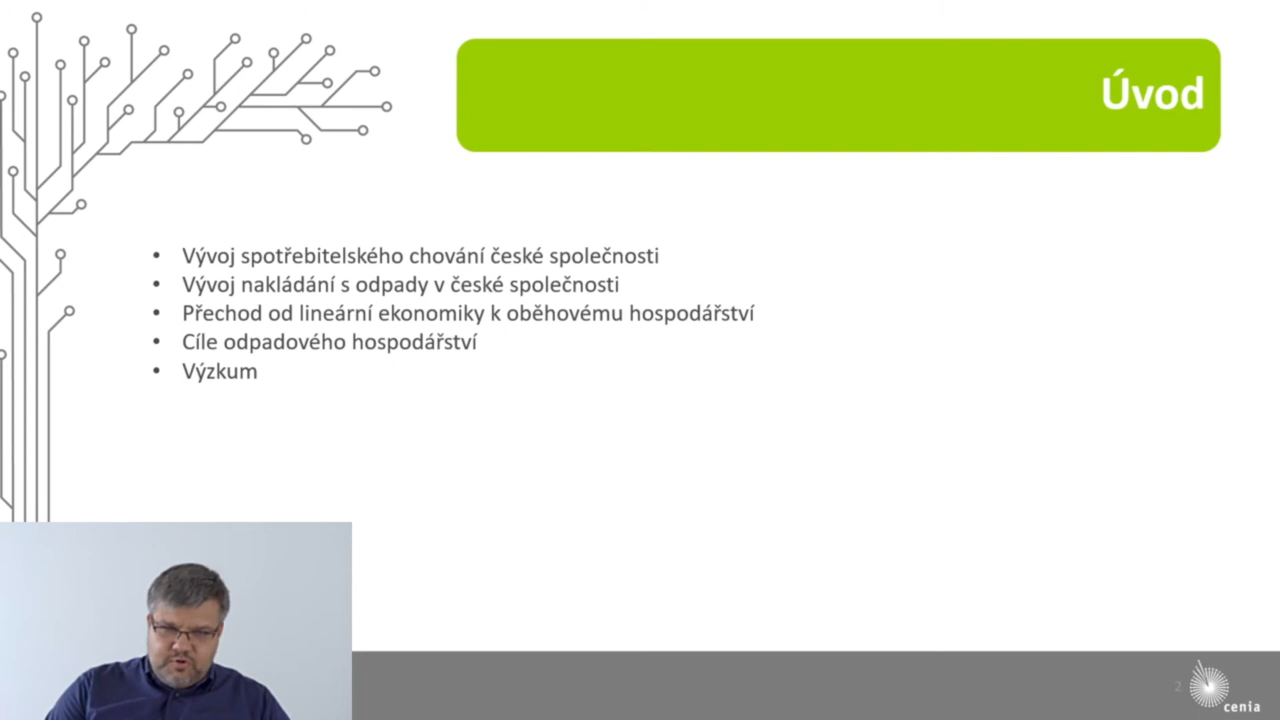 Úvod
• Vývoj spotřebitelského chování české společnosti
• Vývoj nakládání s odpady v české společnosti
• Přechod od lineární ekonomiky k oběhovému hospodářství
• Cíle odpadového hospodářství
• Výzkum
2
cenia